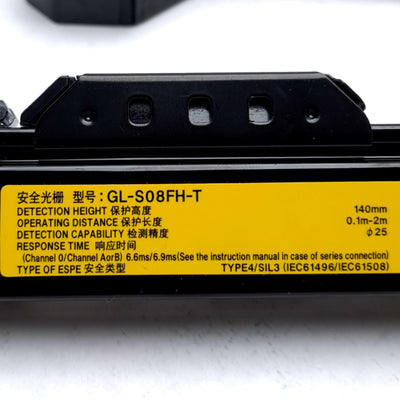 安全光栅 型号: GL-S08FH-T
DETECTION HEIGHT 保护高度 140mm
OPERATING DISTANCE 保护长度 0.1m-2m
DETECTION CAPABILITY 检测精度 ф25
RESPONSE TIME 响应时间
(Channel 0/Channel AorB) 6.6ms/6.9ms(See the instruction manual in case of series connection)
TYPE OF ESPE 安全类型 TYPE4/SIL3 (IEC61496/IEC61508)